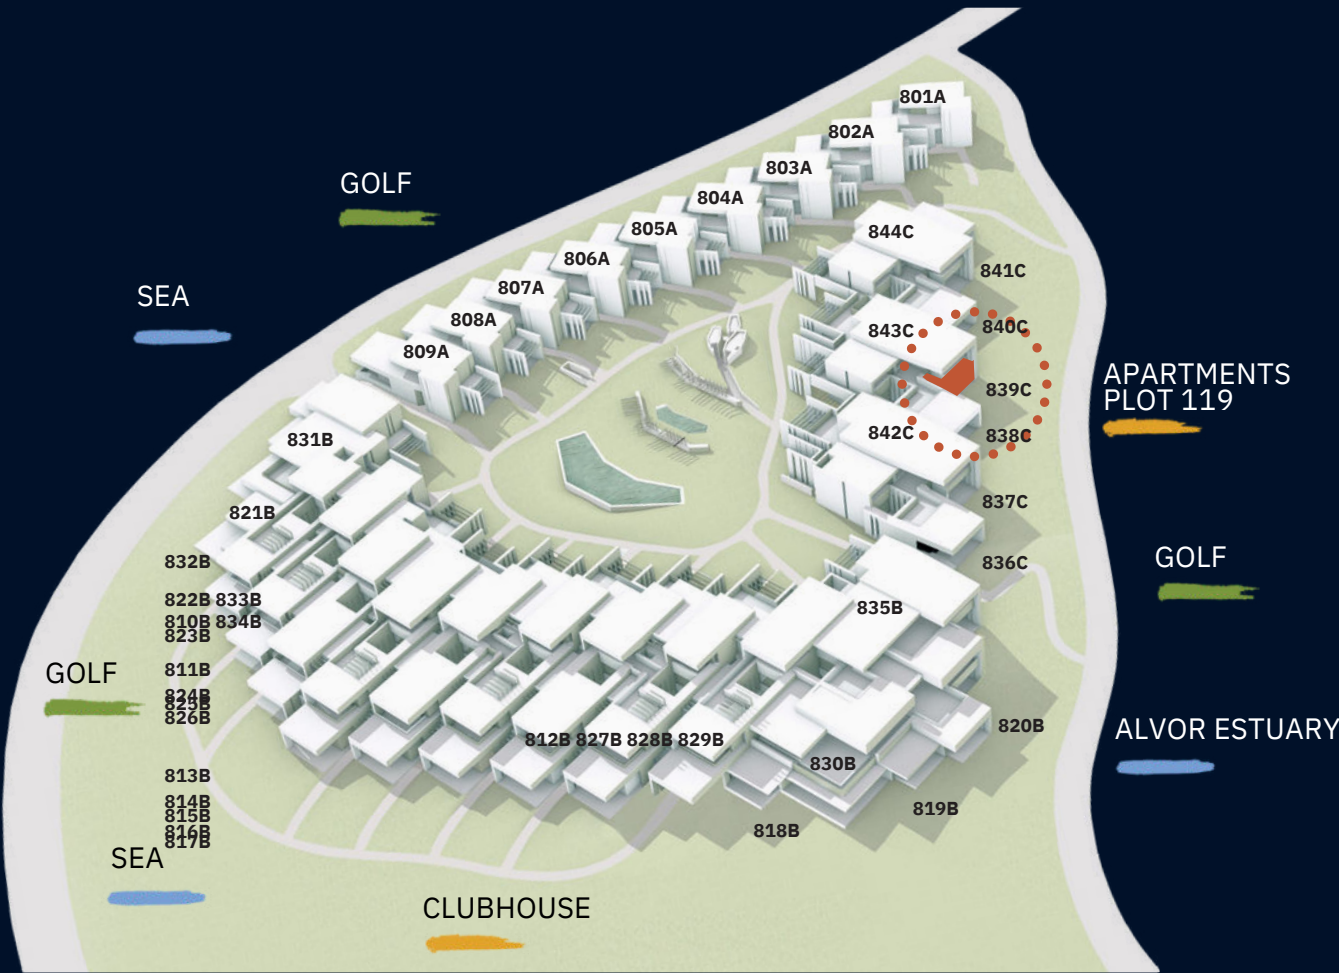 801A
802A
803A
GOLF
804A
805A
844C
806A
841C
SEA
807A
808A
843C
840C
809A
APARTMENTS
PLOT 119
839C
831B
842C
838C
821B
837C
832B
836C
GOLF
822B 833B
835B
810B 834B
823B
811B
GOLF
824B
825B
826B
820B
ALVOR ESTUARY
812B 827B 828B 829B
830B
813B
814B
819B
815B
816B
818B
817B
SEA
CLUBHOUSE